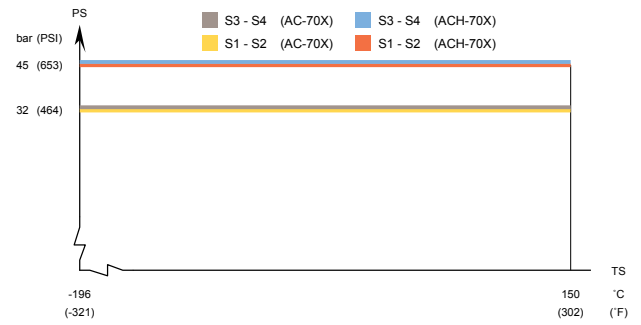 PS
S3 - S4 (AC-70X) S3 - S4 (ACH-70X)
bar (PSI) S1 - S2 (AC-70X) S1 - S2 (ACH-70X)
45 (653)
32 (464)
TS
-196 150 °C
(-321) (302) (°F)